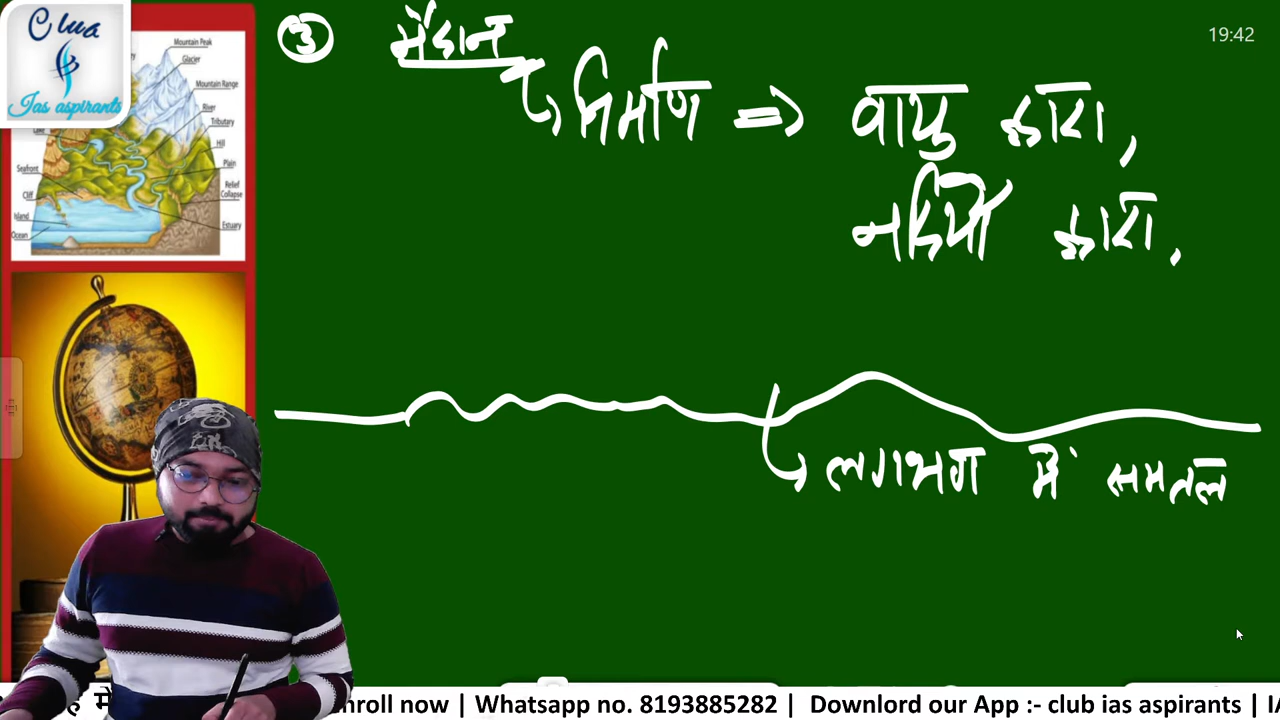 Clua
Ias aspirants
Mountain Peak
Glacier
Mountain Range
River
Tributary
Hill
Plain
Seafront
Relief
Collapse
Cliff
Island
Estuary
Ocean
19:42
③ मैदान
निर्माण ⇒ वायु द्वारा,
नदियों द्वारा,
लगभग में समतल
में nroll now | Whatsapp no. 8193885282 | Downlord our App :- club ias aspirants | IA